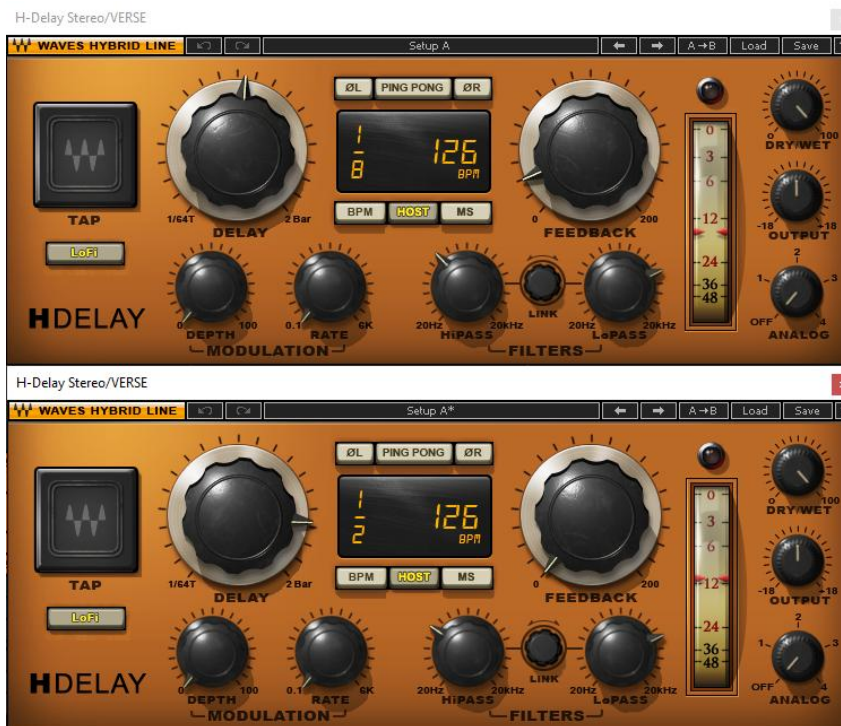 H-Delay Stereo/VERSE
WAVES HYBRID LINE Setup A A→B Load Save
ØL PING PONG ØR
1/8 126 BPM
0 3 6 12 24 36 48
0 100
DRY/WET
TAP
1/64T 2 Bar
DELAY
BPM HOST MS
0 200
FEEDBACK
-18 +18
OUTPUT
LoFi
OFF 1 2 3 4
ANALOG
H DELAY
0 100
DEPTH
0.1 6K
RATE
MODULATION
20Hz 20kHz
HiPASS
LINK
20Hz 20kHz
LoPASS
FILTERS
H-Delay Stereo/VERSE
WAVES HYBRID LINE Setup A* A→B Load Save
ØL PING PONG ØR
1/2 126 BPM
0 3 6 12 24 36 48
0 100
DRY/WET
TAP
1/64T 2 Bar
DELAY
BPM HOST MS
0 200
FEEDBACK
-18 +18
OUTPUT
LoFi
OFF 1 2 3 4
ANALOG
H DELAY
0 100
DEPTH
0.1 6K
RATE
MODULATION
20Hz 20kHz
HiPASS
LINK
20Hz 20kHz
LoPASS
FILTERS